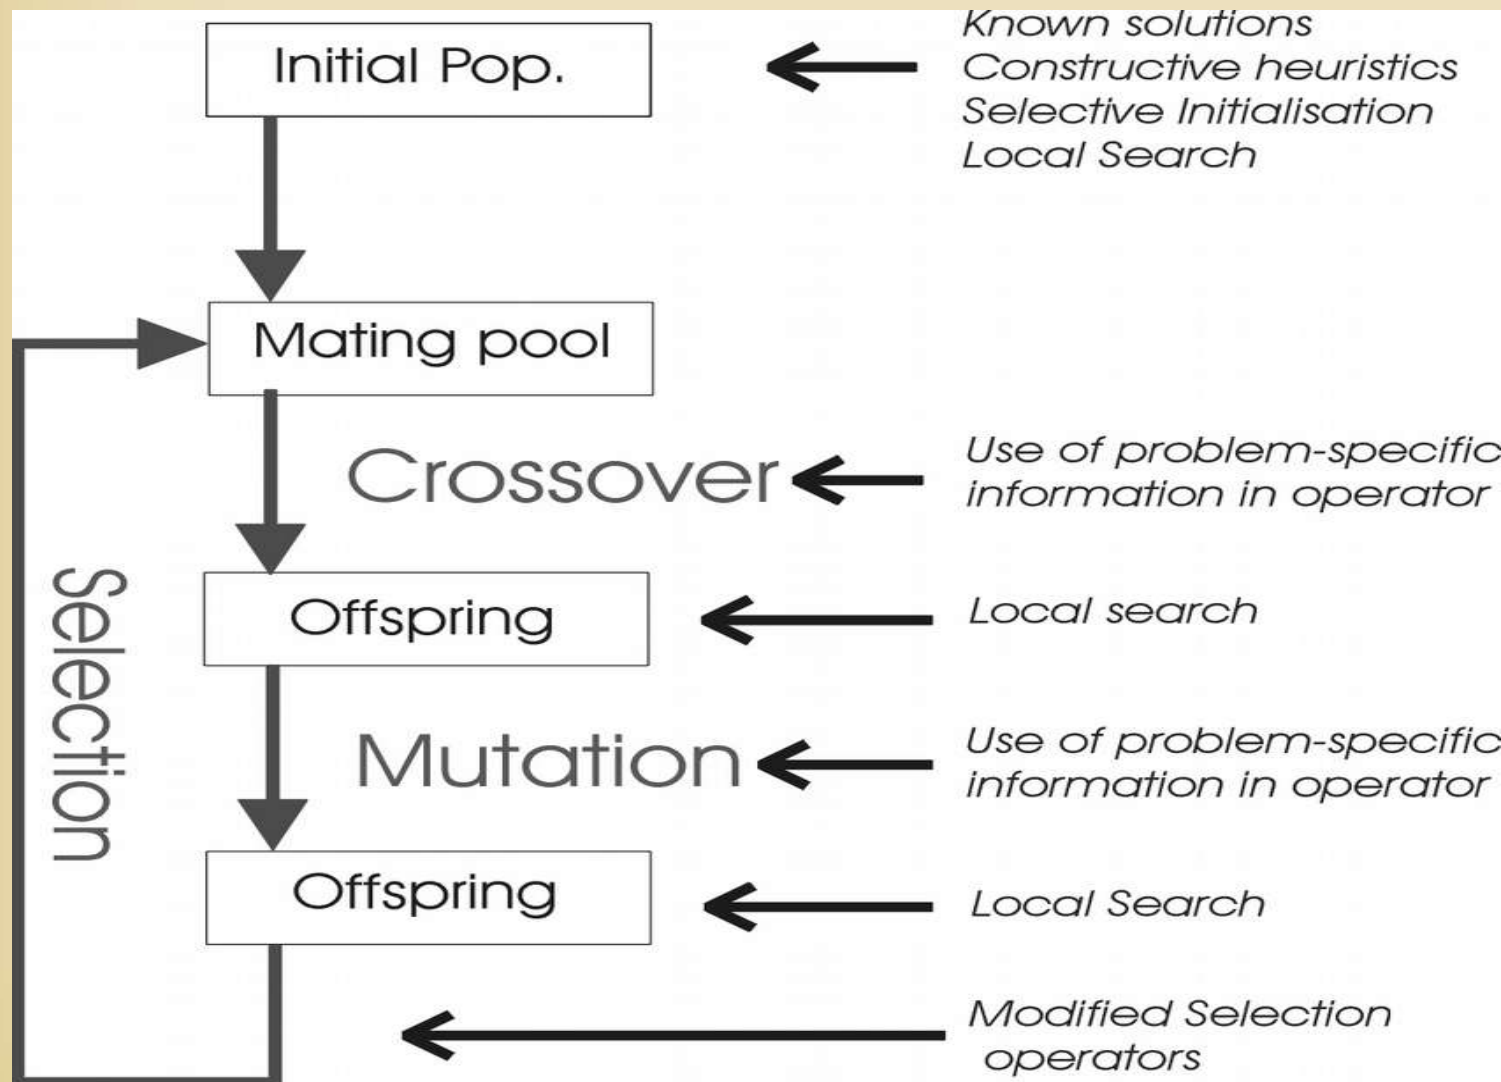 Initial Pop.
Known solutions
Constructive heuristics
Selective Initialisation
Local Search
Mating pool
Crossover
Use of problem-specific
information in operator
Offspring
Local search
Selection
Mutation
Use of problem-specific
information in operator
Offspring
Local Search
Modified Selection
operators